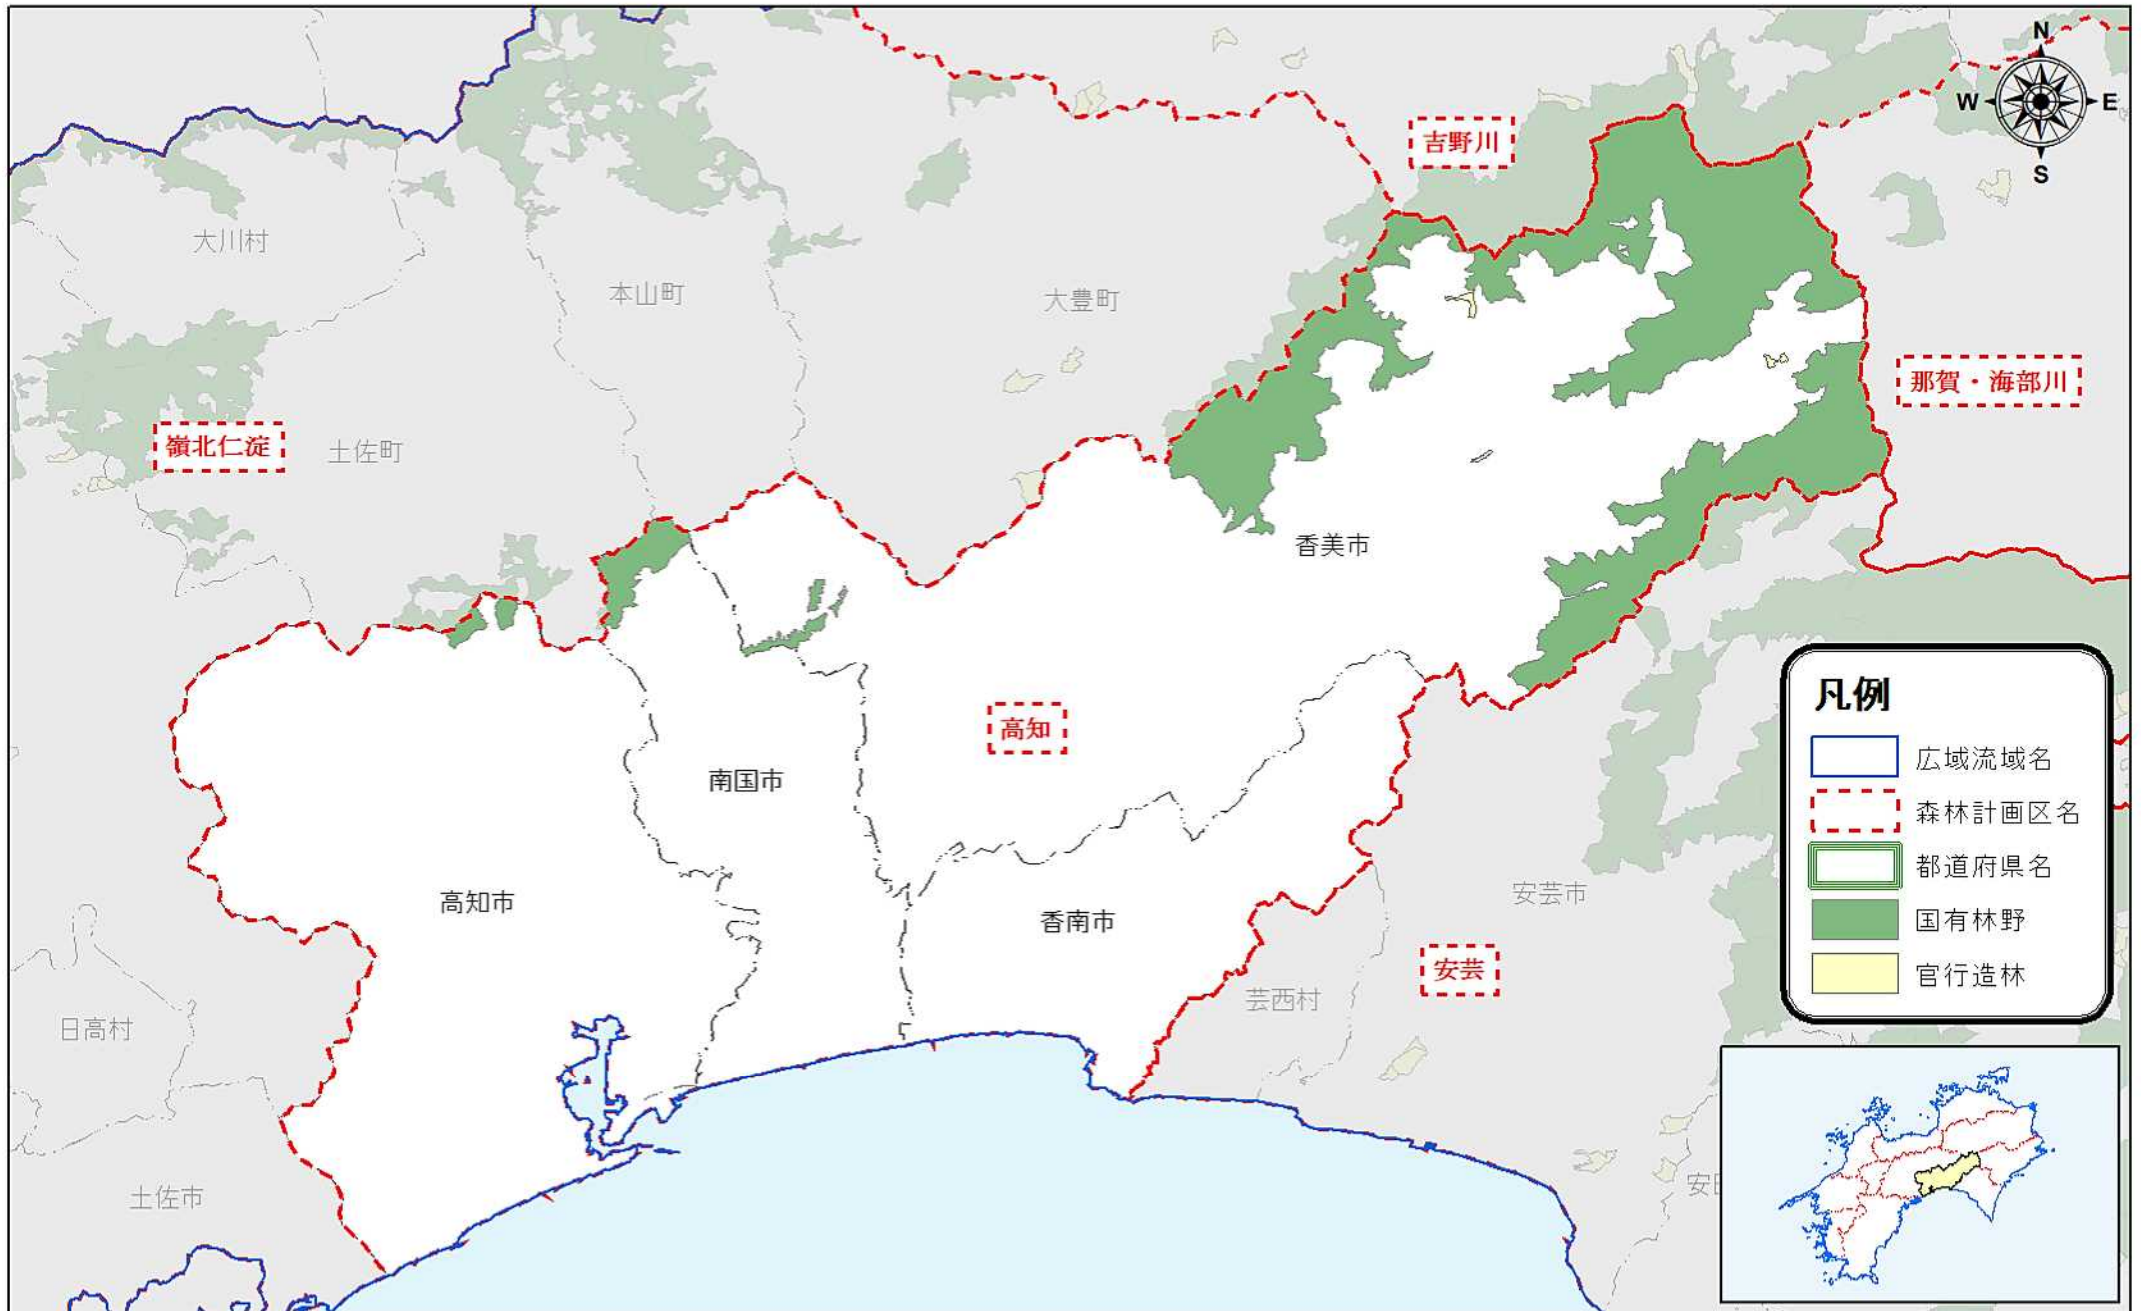 N
W
E
S
吉野川
大川村
本山町
大豊町
那賀・海部川
嶺北仁淀
土佐町
香美市
高知
南国市
高知市
香南市
安芸市
安芸
芸西村
日高村
土佐市
凡例
広域流域名
森林計画区名
都道府県名
国有林野
官行造林